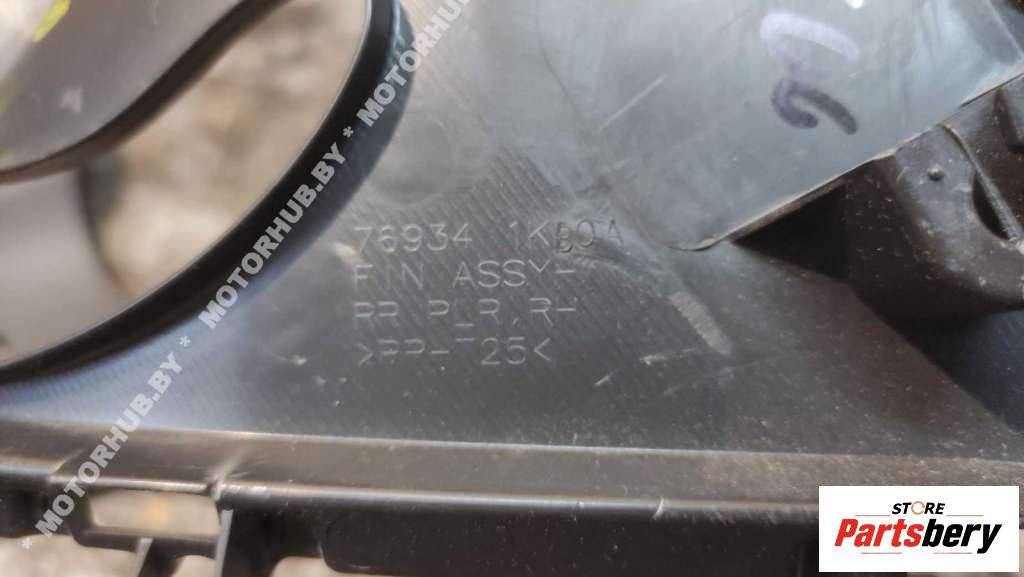 MOTORHUB.BY * MOTORHUB.BY * MOTORHUB.BY *
76934 1KB0A
FIN ASSY-
RR PLR,RH
>PP-T25<
STORE
Partsbery